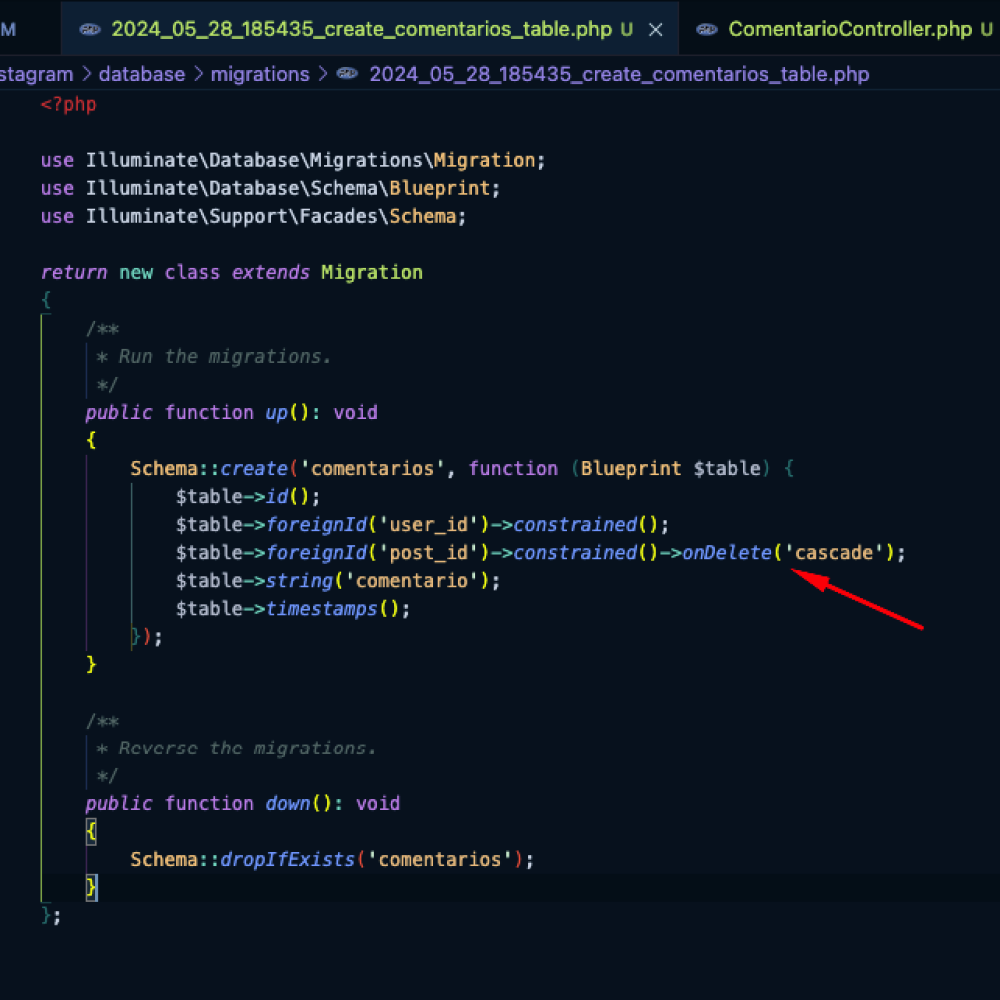 M 2024_05_28_185435_create_comentarios_table.php U ComentarioController.php U
stagram > database > migrations > 2024_05_28_185435_create_comentarios_table.php
<?php
use Illuminate\Database\Migrations\Migration;
use Illuminate\Database\Schema\Blueprint;
use Illuminate\Support\Facades\Schema;
return new class extends Migration
{
/**
* Run the migrations.
*/
public function up(): void
{
Schema::create('comentarios', function (Blueprint $table) {
$table->id();
$table->foreignId('user_id')->constrained();
$table->foreignId('post_id')->constrained()->onDelete('cascade');
$table->string('comentario');
$table->timestamps();
});
}
/**
* Reverse the migrations.
*/
public function down(): void
{
Schema::dropIfExists('comentarios');
}
};